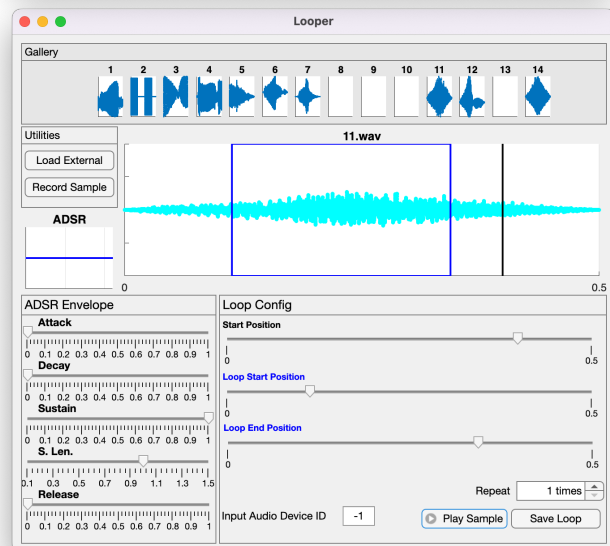 Looper
Gallery
1 2 3 4 5 6 7 8 9 10 11 12 13 14
Utilities
Load External
Record Sample
11.wav
ADSR
0 0.5
ADSR Envelope
Attack
0 0.1 0.2 0.3 0.4 0.5 0.6 0.7 0.8 0.9 1
Decay
0 0.1 0.2 0.3 0.4 0.5 0.6 0.7 0.8 0.9 1
Sustain
0 0.1 0.2 0.3 0.4 0.5 0.6 0.7 0.8 0.9 1
S. Len.
0.1 0.3 0.5 0.7 0.9 1.1 1.3 1.5
Release
0 0.1 0.2 0.3 0.4 0.5 0.6 0.7 0.8 0.9 1
Loop Config
Start Position
0 0.5
Loop Start Position
0 0.5
Loop End Position
0 0.5
Repeat 1 times
Input Audio Device ID -1 Play Sample Save Loop